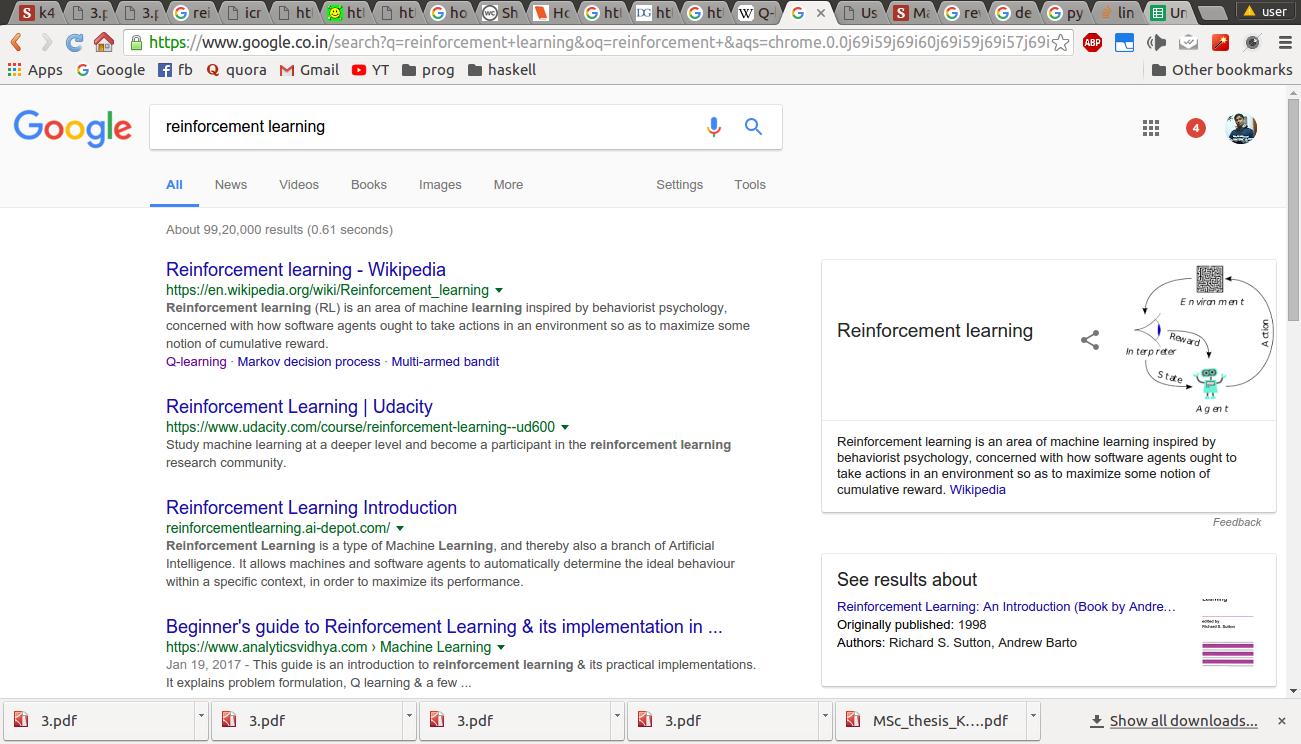 k4
3.p
3.p
rei
icr
ht
ht
ht
ho
Sh
Ho
htt
ht
ht
Q-
Us
Ma
re
de
py
lin
Un
user
https://www.google.co.in/search?q=reinforcement+learning&oq=reinforcement+&aqs=chrome.0.0j69i59j69i60j69i59j69i57j69i
ABP
Apps Google fb quora Gmail YT prog haskell Other bookmarks
Google
reinforcement learning
4
All News Videos Books Images More Settings Tools
About 99,20,000 results (0.61 seconds)
Reinforcement learning - Wikipedia
https://en.wikipedia.org/wiki/Reinforcement_learning
Reinforcement learning (RL) is an area of machine learning inspired by behaviorist psychology,
concerned with how software agents ought to take actions in an environment so as to maximize some
notion of cumulative reward.
Q-learning · Markov decision process · Multi-armed bandit
Reinforcement Learning | Udacity
https://www.udacity.com/course/reinforcement-learning--ud600
Study machine learning at a deeper level and become a participant in the reinforcement learning
research community.
Reinforcement Learning Introduction
reinforcementlearning.ai-depot.com/
Reinforcement Learning is a type of Machine Learning, and thereby also a branch of Artificial
Intelligence. It allows machines and software agents to automatically determine the ideal behaviour
within a specific context, in order to maximize its performance.
Beginner's guide to Reinforcement Learning & its implementation in ...
https://www.analyticsvidhya.com › Machine Learning
Jan 19, 2017 - This guide is an introduction to reinforcement learning & its practical implementations.
It explains problem formulation, Q learning & a few ...
Reinforcement learning
Environment
Reward
Interpreter
State
Action
Agent
Reinforcement learning is an area of machine learning inspired by
behaviorist psychology, concerned with how software agents ought to
take actions in an environment so as to maximize some notion of
cumulative reward. Wikipedia
Feedback
See results about
Reinforcement Learning: An Introduction (Book by Andre...
Originally published: 1998
Authors: Richard S. Sutton, Andrew Barto
edited by
Richard S. Sutton
3.pdf 3.pdf 3.pdf 3.pdf MSc_thesis_K....pdf Show all downloads...